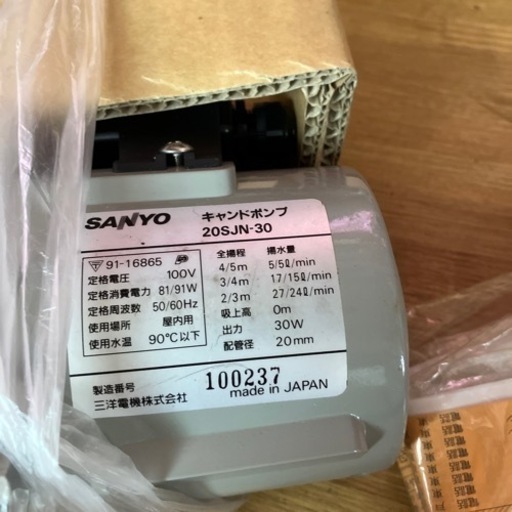 SANYO
キャンドポンプ
20SJN-30
91-16865
定格電圧 100V
定格消費電力 81/91W
定格周波数 50/60Hz
使用場所 屋内用
使用水温 90℃以下
全揚程 揚水量
4/5m 5/5ℓ/min
3/4m 17/15ℓ/min
2/3m 27/24ℓ/min
吸上高 0m
出力 30W
配管径 20mm
製造番号 100237
三洋電機株式会社 made in JAPAN